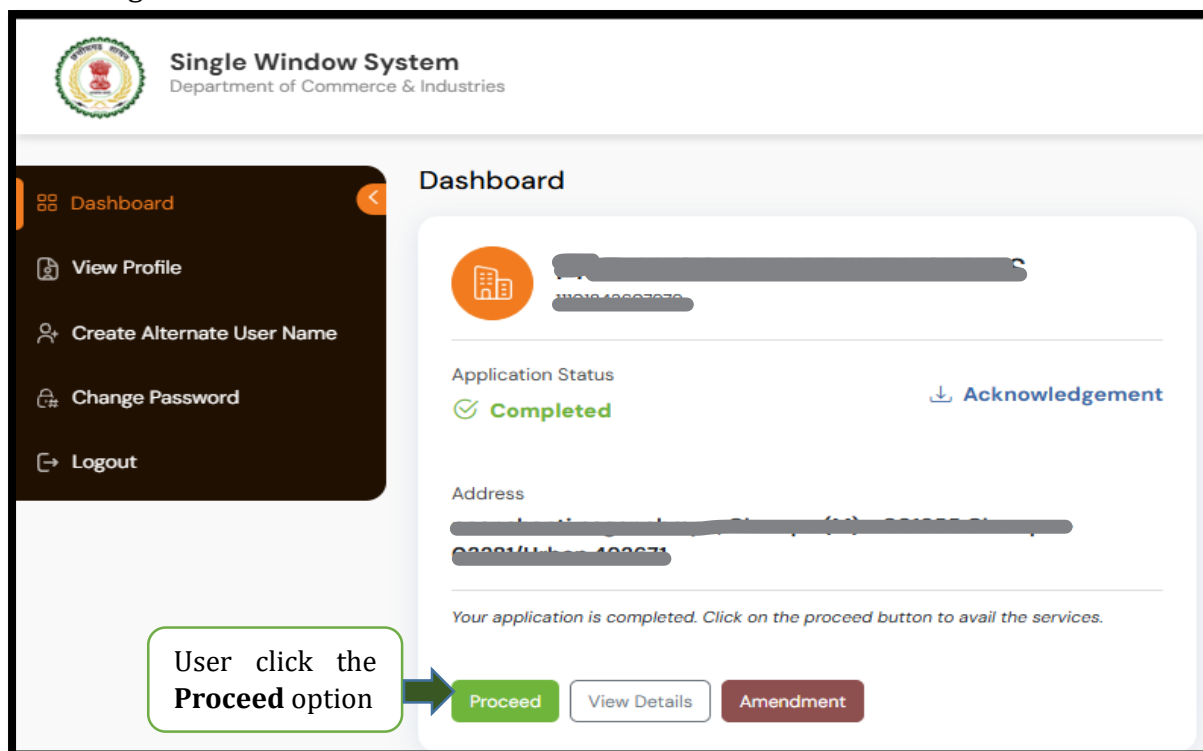 Single Window System
Department of Commerce & Industries
Dashboard
View Profile
Create Alternate User Name
Change Password
Logout
Dashboard
Application Status
Completed
Acknowledgement
Address
Your application is completed. Click on the proceed button to avail the services.
User click the
Proceed option
Proceed
View Details
Amendment